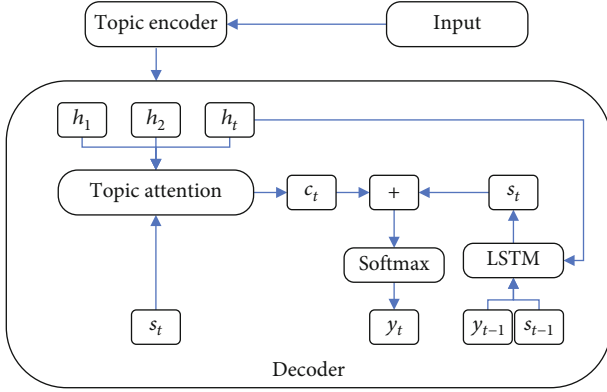 Topic encoder
Input
h₁
h₂
hₜ
Topic attention
cₜ
+
sₜ
Softmax
LSTM
sₜ
yₜ
yₜ₋₁
sₜ₋₁
Decoder